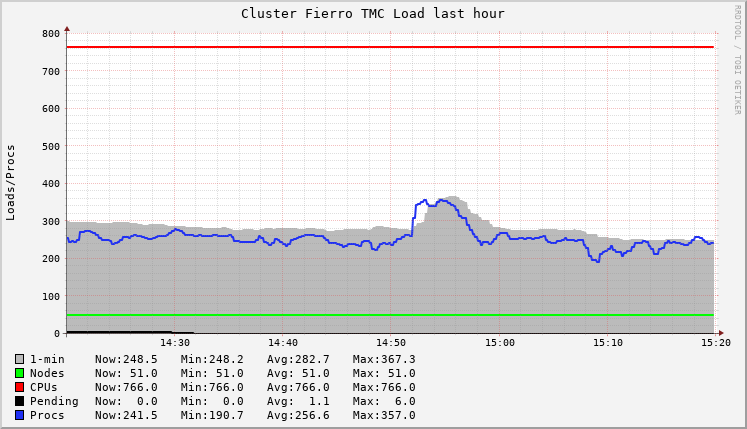 Cluster Fierro TMC Load last hour
RRDTOOL / TOBI OETIKER
Loads/Procs
800
700
600
500
400
300
200
100
0
14:30 14:40 14:50 15:00 15:10 15:20
1-min Now:248.5 Min:248.2 Avg:282.7 Max:367.3
Nodes Now: 51.0 Min: 51.0 Avg: 51.0 Max: 51.0
CPUs Now:766.0 Min:766.0 Avg:766.0 Max:766.0
Pending Now: 0.0 Min: 0.0 Avg: 1.1 Max: 6.0
Procs Now:241.5 Min:190.7 Avg:256.6 Max:357.0